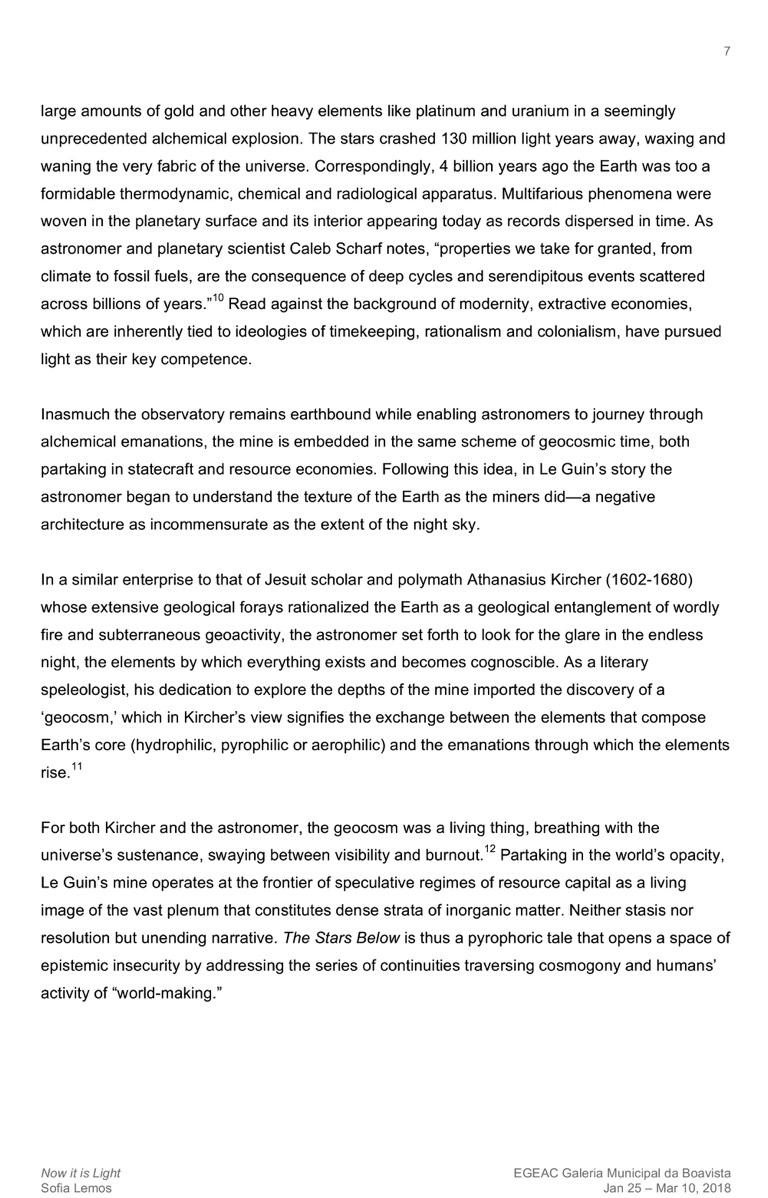 7
large amounts of gold and other heavy elements like platinum and uranium in a seemingly
unprecedented alchemical explosion. The stars crashed 130 million light years away, waxing and
waning the very fabric of the universe. Correspondingly, 4 billion years ago the Earth was too a
formidable thermodynamic, chemical and radiological apparatus. Multifarious phenomena were
woven in the planetary surface and its interior appearing today as records dispersed in time. As
astronomer and planetary scientist Caleb Scharf notes, “properties we take for granted, from
climate to fossil fuels, are the consequence of deep cycles and serendipitous events scattered
across billions of years.”10 Read against the background of modernity, extractive economies,
which are inherently tied to ideologies of timekeeping, rationalism and colonialism, have pursued
light as their key competence.
Inasmuch the observatory remains earthbound while enabling astronomers to journey through
alchemical emanations, the mine is embedded in the same scheme of geocosmic time, both
partaking in statecraft and resource economies. Following this idea, in Le Guin’s story the
astronomer began to understand the texture of the Earth as the miners did—a negative
architecture as incommensurate as the extent of the night sky.
In a similar enterprise to that of Jesuit scholar and polymath Athanasius Kircher (1602-1680)
whose extensive geological forays rationalized the Earth as a geological entanglement of wordly
fire and subterraneous geoactivity, the astronomer set forth to look for the glare in the endless
night, the elements by which everything exists and becomes cognoscible. As a literary
speleologist, his dedication to explore the depths of the mine imported the discovery of a
‘geocosm,’ which in Kircher’s view signifies the exchange between the elements that compose
Earth’s core (hydrophilic, pyrophilic or aerophilic) and the emanations through which the elements
rise.11
For both Kircher and the astronomer, the geocosm was a living thing, breathing with the
universe’s sustenance, swaying between visibility and burnout.12 Partaking in the world’s opacity,
Le Guin’s mine operates at the frontier of speculative regimes of resource capital as a living
image of the vast plenum that constitutes dense strata of inorganic matter. Neither stasis nor
resolution but unending narrative. The Stars Below is thus a pyrophoric tale that opens a space of
epistemic insecurity by addressing the series of continuities traversing cosmogony and humans’
activity of “world-making.”
Now it is Light
Sofia Lemos
EGEAC Galeria Municipal da Boavista
Jan 25 – Mar 10, 2018